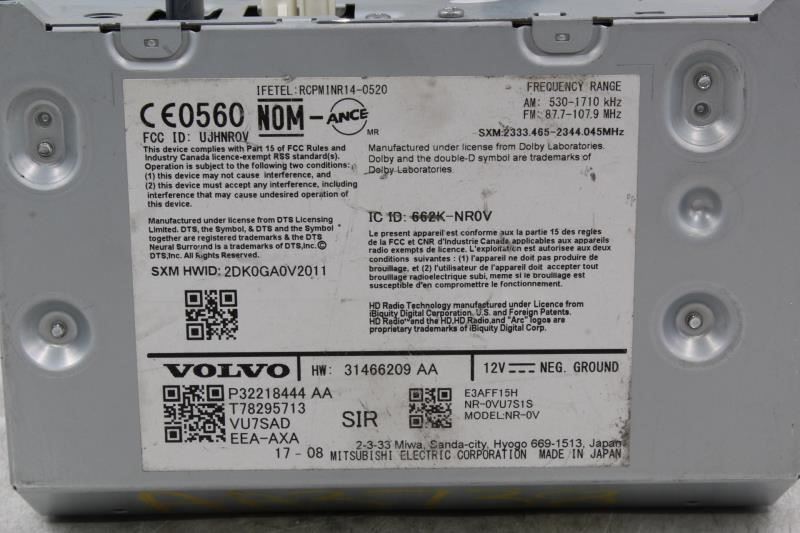 IFETEL: RCPMINR14-0520
CE0560 NOM-ANCE
MR
FCC ID: UJHNR0V
This device complies with Part 15 of FCC Rules and
Industry Canada licence-exempt RSS standard(s).
Operation is subject to the following two conditions:
(1) this device may not cause interference, and
(2) this device must accept any interference, including
interference that may cause undesired operation of
this device.
Manufactured under license from DTS Licensing
Limited. DTS, the Symbol, & DTS and the Symbol
together are registered trademarks, and DTS
Neural Surround is a trademark of DTS,Inc.©
DTS,Inc. All Rights Reserved.
SXM HWID: 2DK0GA0V2011
FREQUENCY RANGE
AM: 530-1710 kHz
FM: 87.7-107.9 MHz
SXM:2333.465-2344.045MHz
Manufactured under license from Dolby Laboratories.
Dolby and the double-D symbol are trademarks of
Dolby Laboratories.
IC ID: 662K-NR0V
Le présent appareil est conforme aux la partie 15 des règles
de la FCC et CNR d'Industrie Canada applicables aux appareils
radio exempts de licence. L'exploitation est autorisée aux deux
conditions suivantes : (1) l'appareil ne doit pas produire de
brouillage, et (2) l'utilisateur de l'appareil doit accepter tout
brouillage radioélectrique subi, même si le brouillage est
susceptible d'en compromettre le fonctionnement.
HD Radio Technology manufactured under Licence from
iBiquity Digital Corporation, U.S. and Foreign Patents.
HD Radio™ and the HD,HD Radio,and "Arc" logos are
proprietary trademarks of iBiquity Digital Corp.
VOLVO
HW: 31466209 AA
12V NEG. GROUND
P32218444 AA
T78295713
VU7SAD
EEA-AXA
17-08
SIR
E3AFF15H
NR-0VU7S1S
MODEL:NR-0V
2-3-33 Miwa, Sanda-city, Hyogo 669-1513, Japan
MITSUBISHI ELECTRIC CORPORATION MADE IN JAPAN